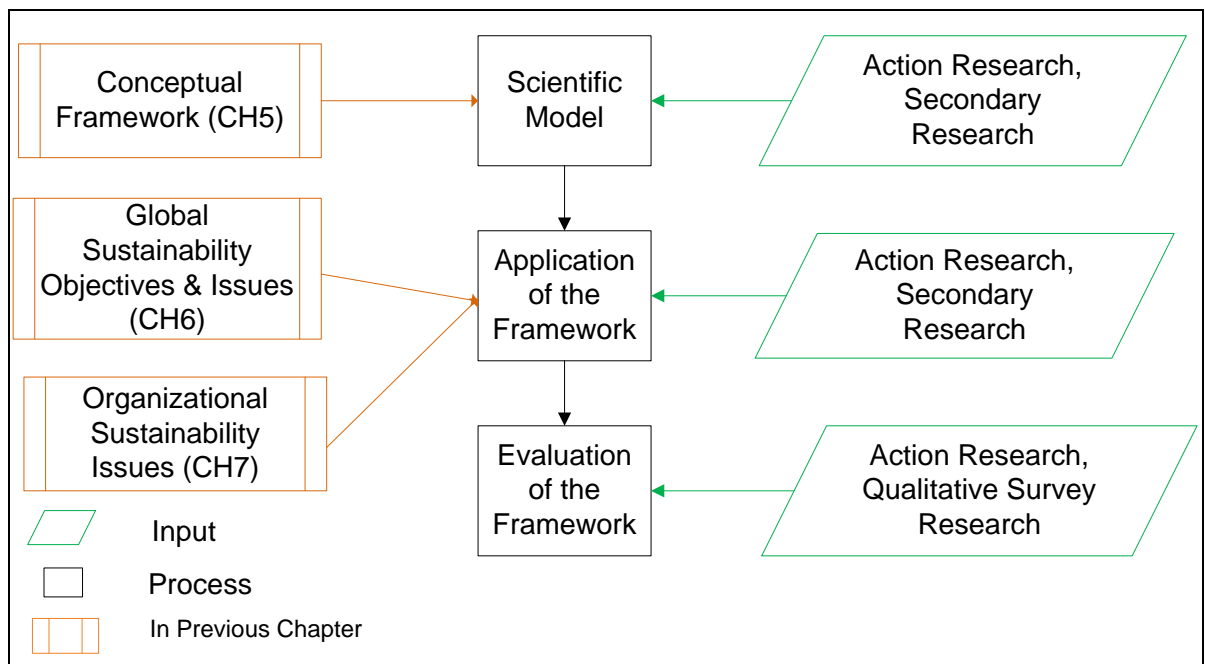 Conceptual
Framework (CH5)
Scientific
Model
Action Research,
Secondary
Research
Global
Sustainability
Objectives & Issues
(CH6)
Application
of the
Framework
Action Research,
Secondary
Research
Organizational
Sustainability
Issues (CH7)
Evaluation
of the
Framework
Action Research,
Qualitative Survey
Research
Input
Process
In Previous Chapter